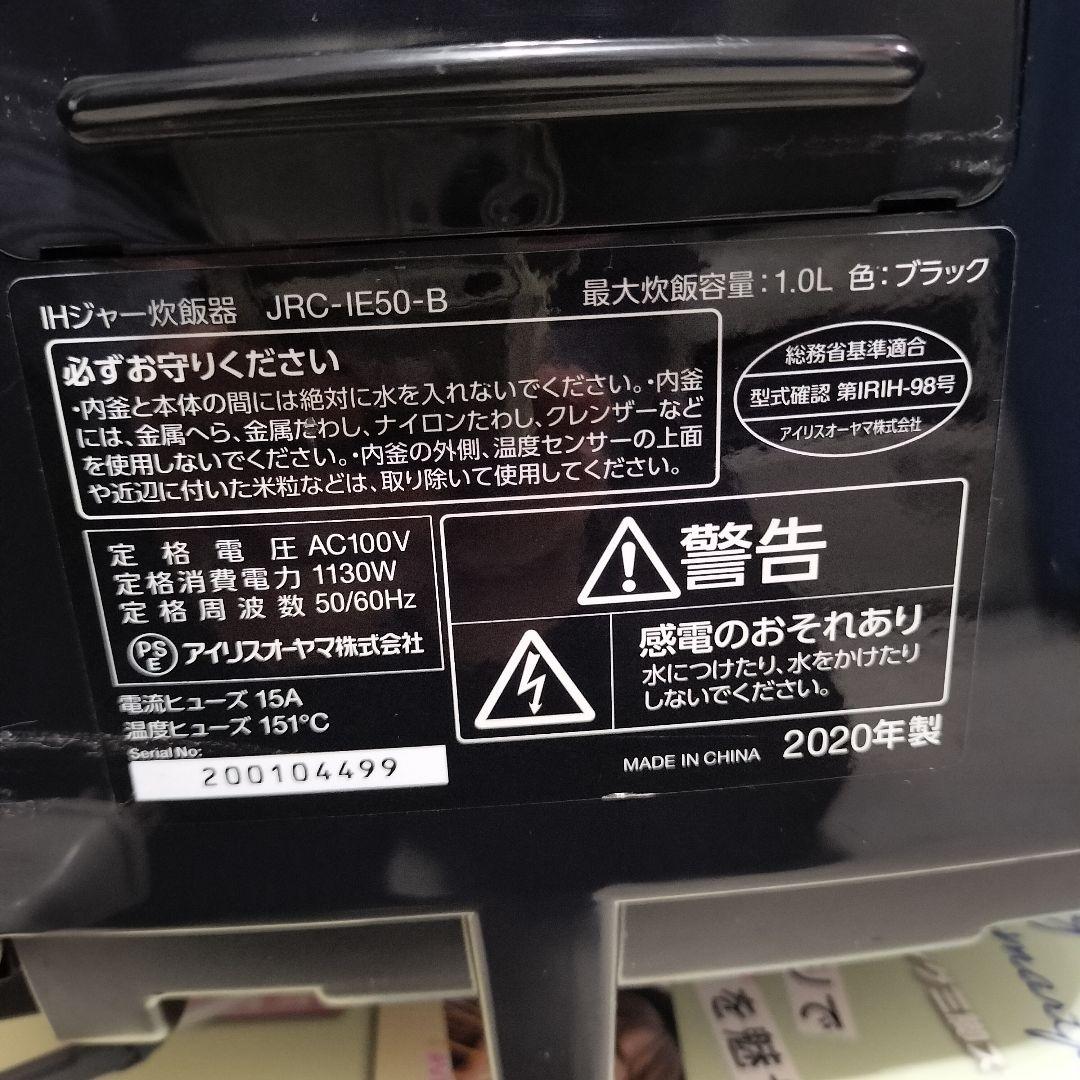 IHジャー炊飯器 JRC-IE50-B
最大炊飯容量:1.0L 色:ブラック
必ずお守りください
・内釜と本体の間には絶対に水を入れないでください。・内釜
には、金属へら、金属だわし、ナイロンたわし、クレンザーなど
を使用しないでください。・内釜の外側、温度センサーの上面
や近辺に付いた米粒などは、取り除いて使用してください。
総務省基準適合
型式確認 第IRIH-98号
アイリスオーヤマ株式会社
定格電圧 AC100V
定格消費電力 1130W
定格周波数 50/60Hz
PSE アイリスオーヤマ株式会社
電流ヒューズ 15A
温度ヒューズ 151℃
Serial No:
200104499
警告
感電のおそれあり
水につけたり、水をかけたり
しないでください。
MADE IN CHINA 2020年製
で
を魅